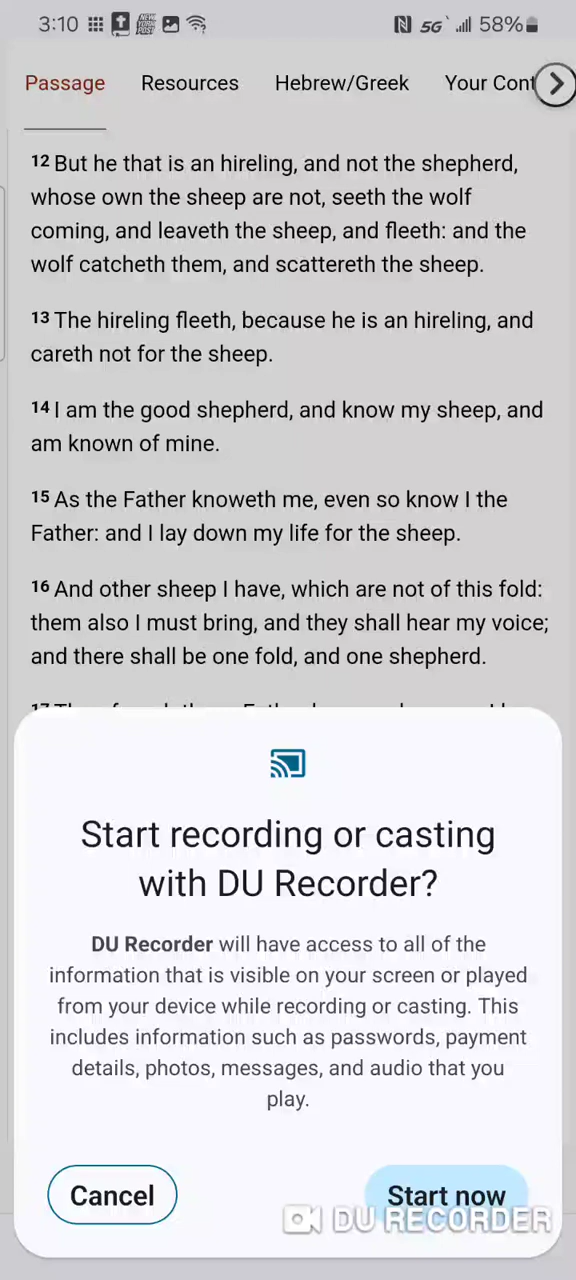 3:10 NEW YORK POST 5G 58%
Passage Resources Hebrew/Greek Your Cont
12 But he that is an hireling, and not the shepherd,
whose own the sheep are not, seeth the wolf
coming, and leaveth the sheep, and fleeth: and the
wolf catcheth them, and scattereth the sheep.
13 The hireling fleeth, because he is an hireling, and
careth not for the sheep.
14 I am the good shepherd, and know my sheep, and
am known of mine.
15 As the Father knoweth me, even so know I the
Father: and I lay down my life for the sheep.
16 And other sheep I have, which are not of this fold:
them also I must bring, and they shall hear my voice;
and there shall be one fold, and one shepherd.
17
Start recording or casting
with DU Recorder?
DU Recorder will have access to all of the
information that is visible on your screen or played
from your device while recording or casting. This
includes information such as passwords, payment
details, photos, messages, and audio that you
play.
Cancel Start now
DU RECORDER